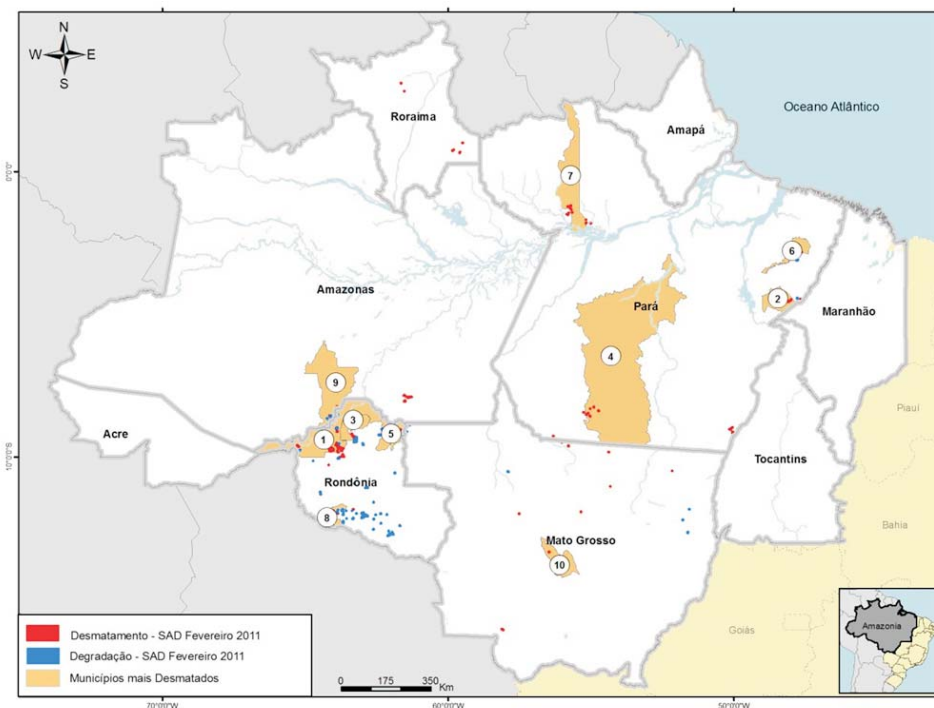 N
W E
S
Oceano Atlântico
Roraima
Amapá
0°0'0"
7
6
Amazonas
2
Pará
Maranhão
4
9
Piauí
3
Acre
5
1
10°0'S
Tocantins
Rondônia
Bahia
8
Mato Grosso
10
Goiás
Desmatamento - SAD Fevereiro 2011
Degradação - SAD Fevereiro 2011
Municípios mais Desmatados
0 175 350
Km
Amazonia
70°0'0"W 60°0'0"W 50°0'0"W